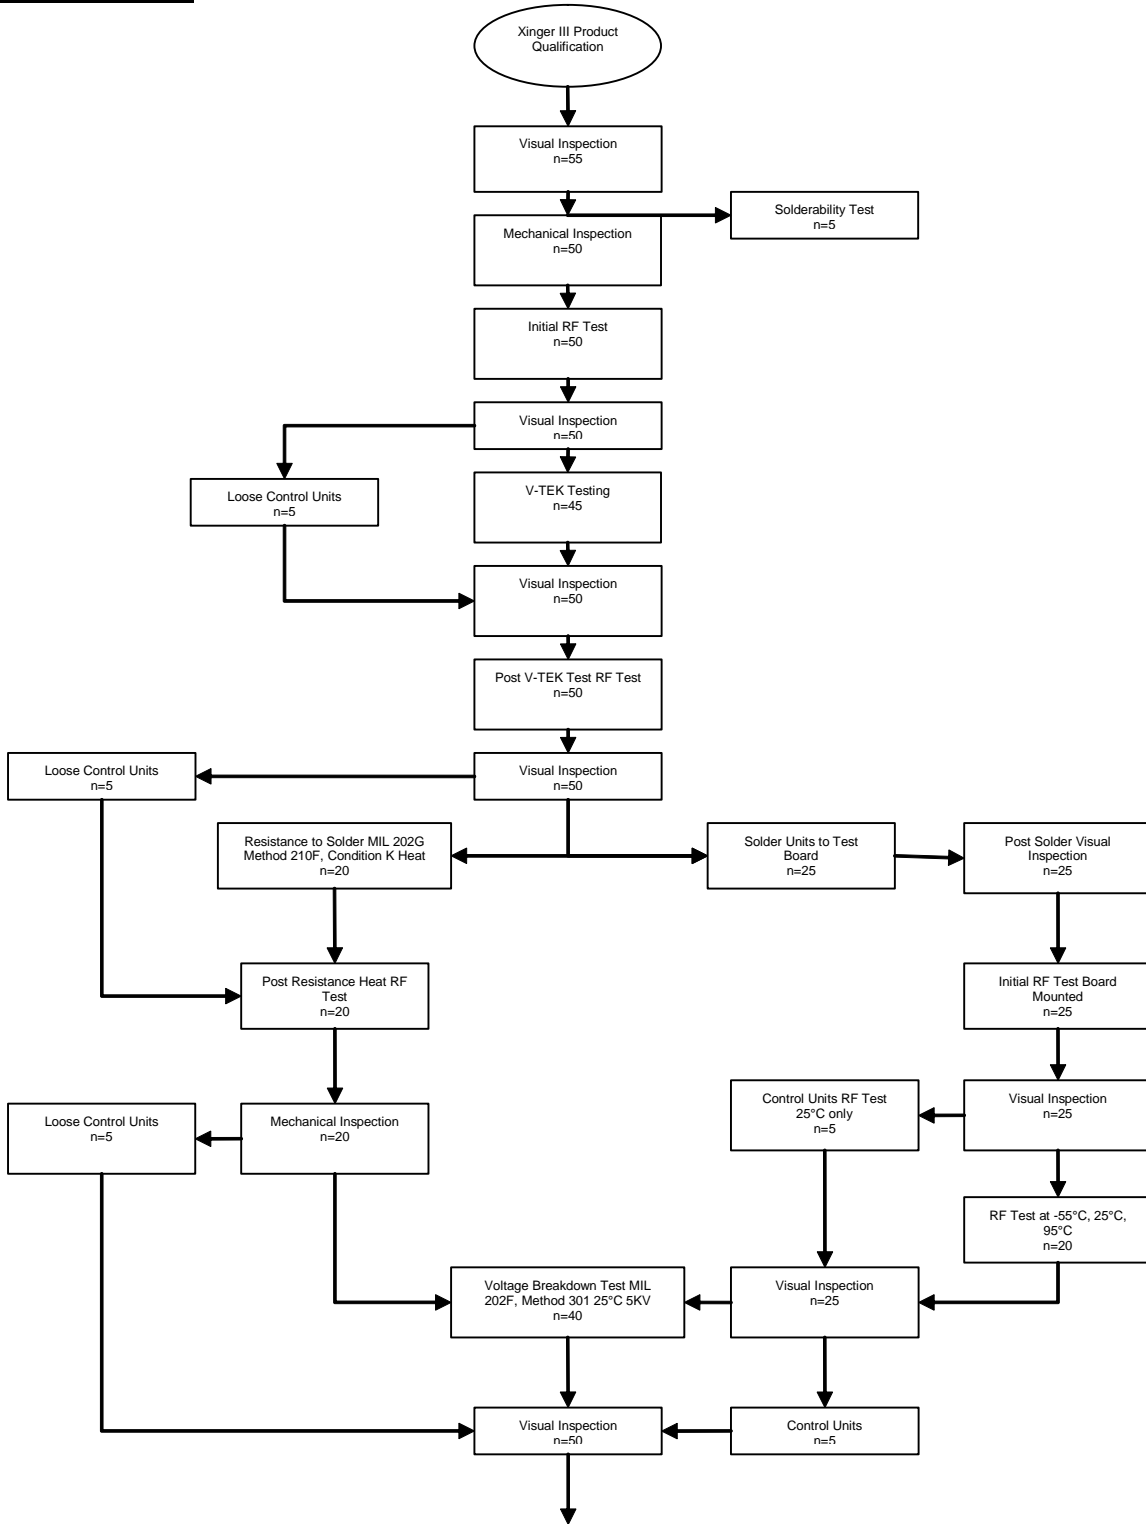 Xinger III Product
Qualification
Visual Inspection
n=55
Solderability Test
n=5
Mechanical Inspection
n=50
Initial RF Test
n=50
Visual Inspection
n=50
Loose Control Units
n=5
V-TEK Testing
n=45
Visual Inspection
n=50
Post V-TEK Test RF Test
n=50
Loose Control Units
n=5
Visual Inspection
n=50
Resistance to Solder MIL 202G
Method 210F, Condition K Heat
n=20
Solder Units to Test
Board
n=25
Post Solder Visual
Inspection
n=25
Post Resistance Heat RF
Test
n=20
Initial RF Test Board
Mounted
n=25
Loose Control Units
n=5
Mechanical Inspection
n=20
Control Units RF Test
25°C only
n=5
Visual Inspection
n=25
RF Test at -55°C, 25°C,
95°C
n=20
Voltage Breakdown Test MIL
202F, Method 301 25°C 5KV
n=40
Visual Inspection
n=25
Visual Inspection
n=50
Control Units
n=5